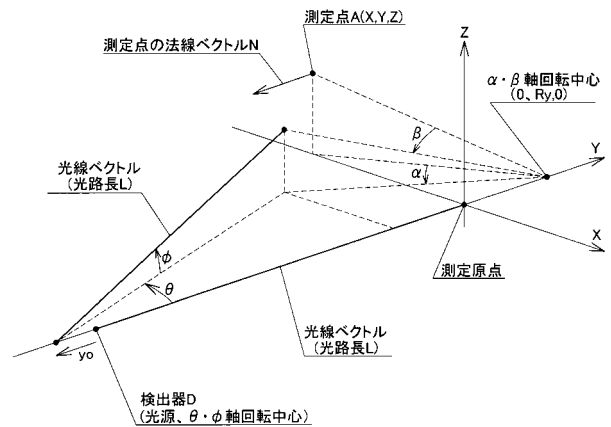 測定点A(X,Y,Z)
Z
測定点の法線ベクトルN
α・β 軸回転中心
(0、Ry,0)
β
Y
光線ベクトル
(光路長L)
α
X
φ
測定原点
θ
光線ベクトル
(光路長L)
yo
検出器D
(光源、θ・φ 軸回転中心)